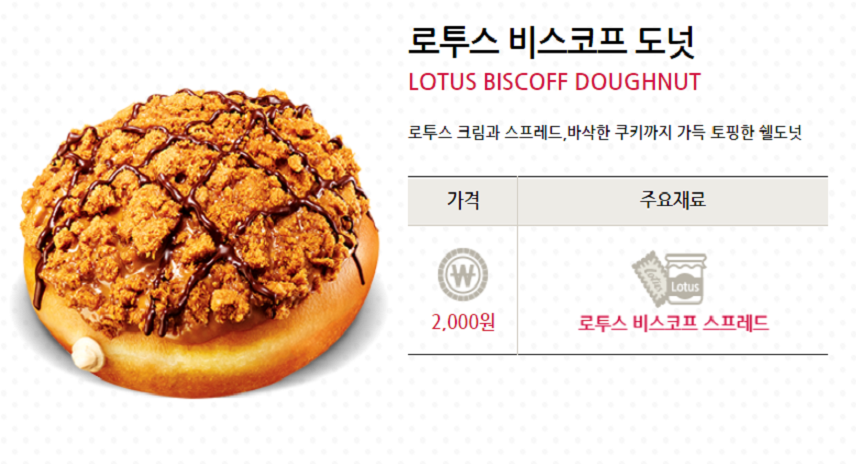 로투스 비스코프 도넛
LOTUS BISCOFF DOUGHNUT
로투스 크림과 스프레드,바삭한 쿠키까지 가득 토핑한 쉘도넛
가격
주요재료
₩
Lotus
Lotus
2,000원
로투스 비스코프 스프레드